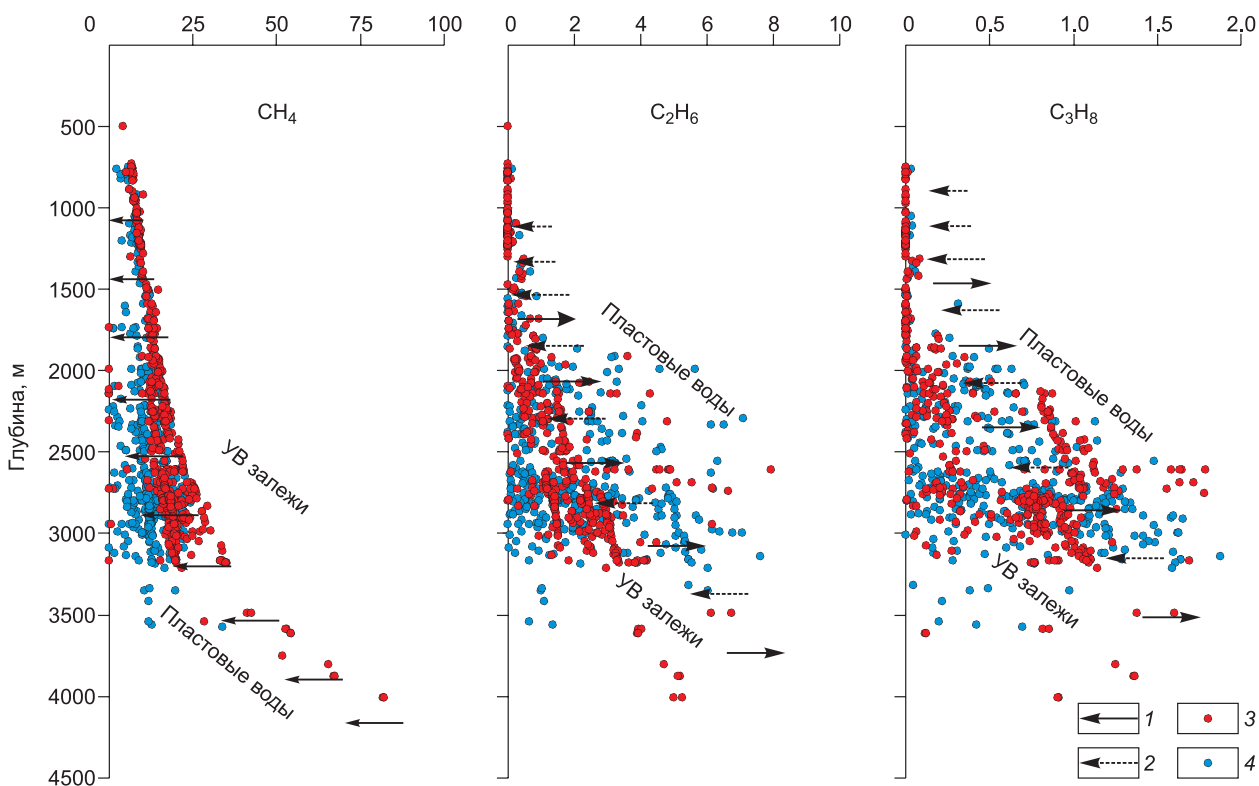 0 25 50 75 100
0 2 4 6 8 10
0 0.5 1.0 1.5 2.0
CH4
C2H6
C3H8
Глубина, м
0
500
1000
1500
2000
2500
3000
3500
4000
4500
УВ залежи
Пластовые воды
Пластовые воды
УВ залежи
Пластовые воды
УВ залежи
1
3
2
4